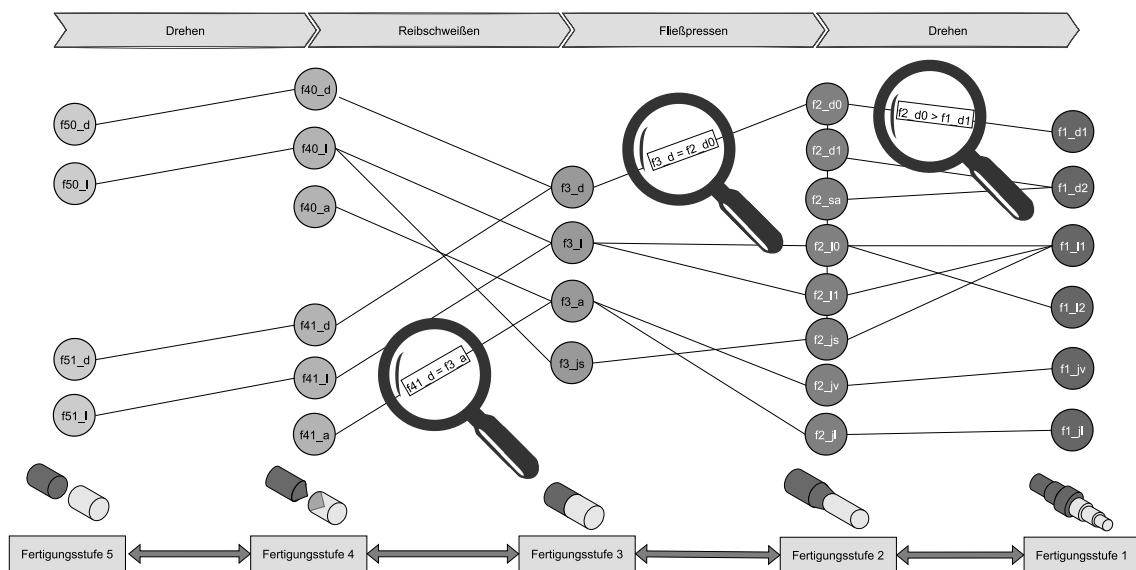 Drehen
Reibschweißen
Fließpressen
Drehen
f50_d
f50_l
f51_d
f51_l
f40_d
f40_l
f40_a
f41_d
f41_l
f41_a
f41_d = f3_a
f3_d
f3_l
f3_a
f3_js
f3_d = f2_d0
f2_d0
f2_d1
f2_sa
f2_l0
f2_l1
f2_js
f2_jv
f2_jl
f2_d0 > f1_d1
f1_d1
f1_d2
f1_l1
f1_l2
f1_jv
f1_jl
Fertigungsstufe 5
Fertigungsstufe 4
Fertigungsstufe 3
Fertigungsstufe 2
Fertigungsstufe 1